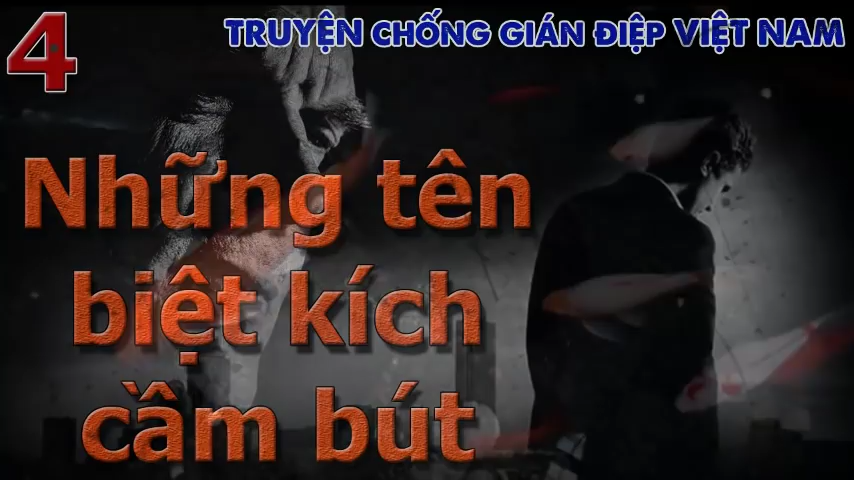 4
TRUYỆN CHỐNG GIÁN ĐIỆP VIỆT NAM
Những tên
biệt kích
cầm bút